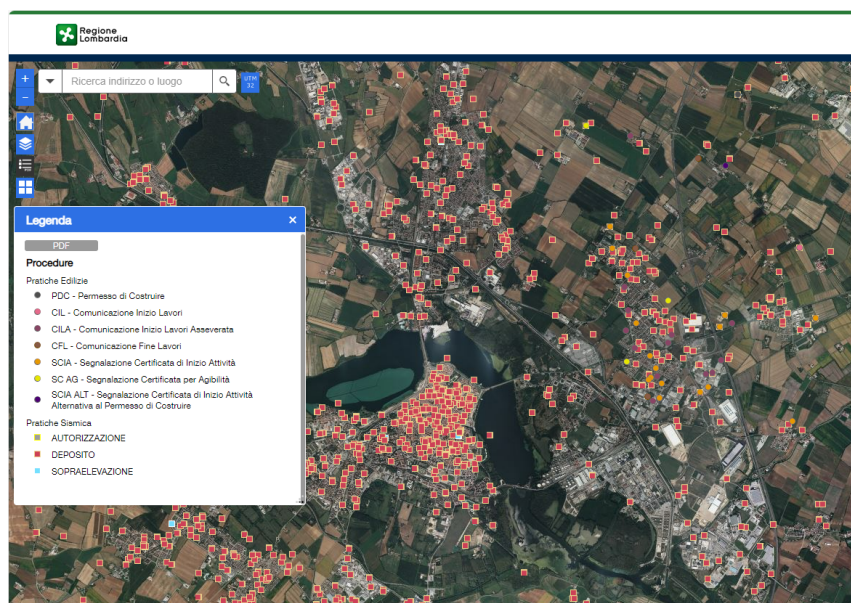 Regione
Lombardia
+
Ricerca indirizzo o luogo
UTM
32
−
Legenda
×
PDF
Procedure
Pratiche Edilizie
PDC - Permesso di Costruire
CIL - Comunicazione Inizio Lavori
CILA - Comunicazione Inizio Lavori Asseverata
CFL - Comunicazione Fine Lavori
SCIA - Segnalazione Certificata di Inizio Attività
SC AG - Segnalazione Certificata per Agibilità
SCIA ALT - Segnalazione Certificata di Inizio Attività
Alternativa al Permesso di Costruire
Pratiche Sismica
AUTORIZZAZIONE
DEPOSITO
SOPRAELEVAZIONE